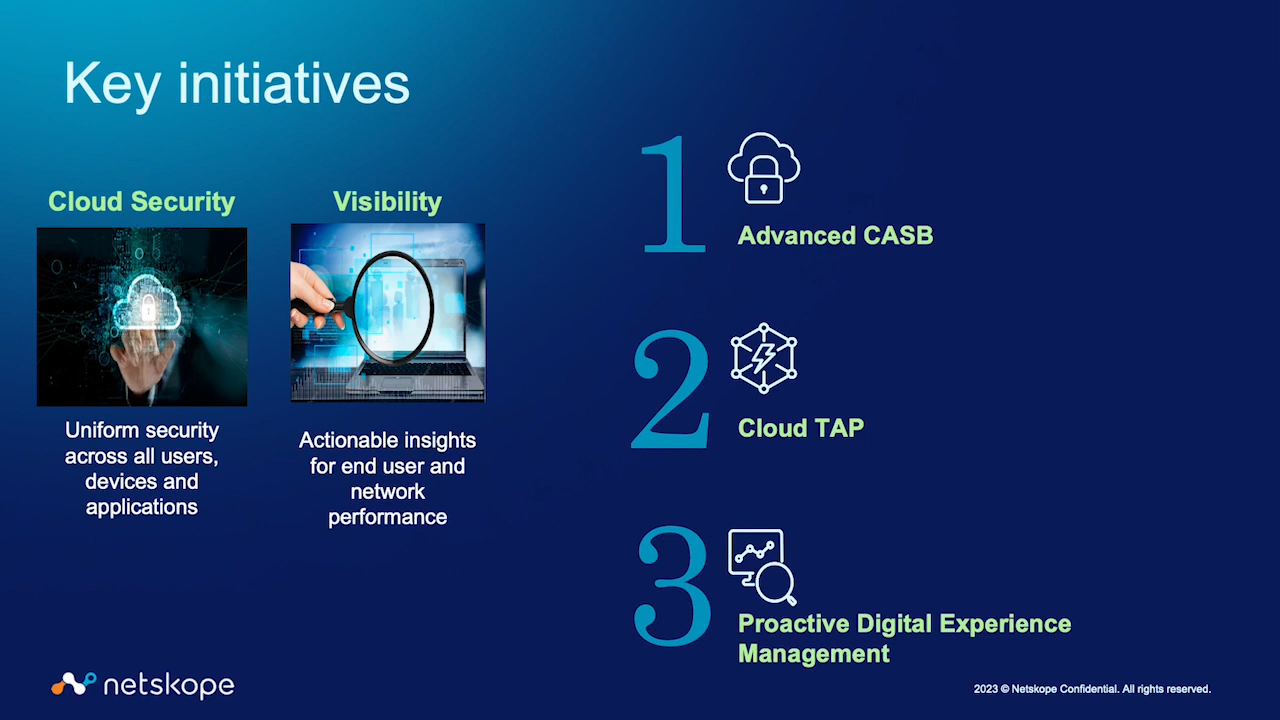 Key initiatives
Cloud Security
Uniform security
across all users,
devices and
applications
Visibility
Actionable insights
for end user and
network
performance
1
Advanced CASB
2
Cloud TAP
3
Proactive Digital Experience
Management
netskope
2023 © Netskope Confidential. All rights reserved.